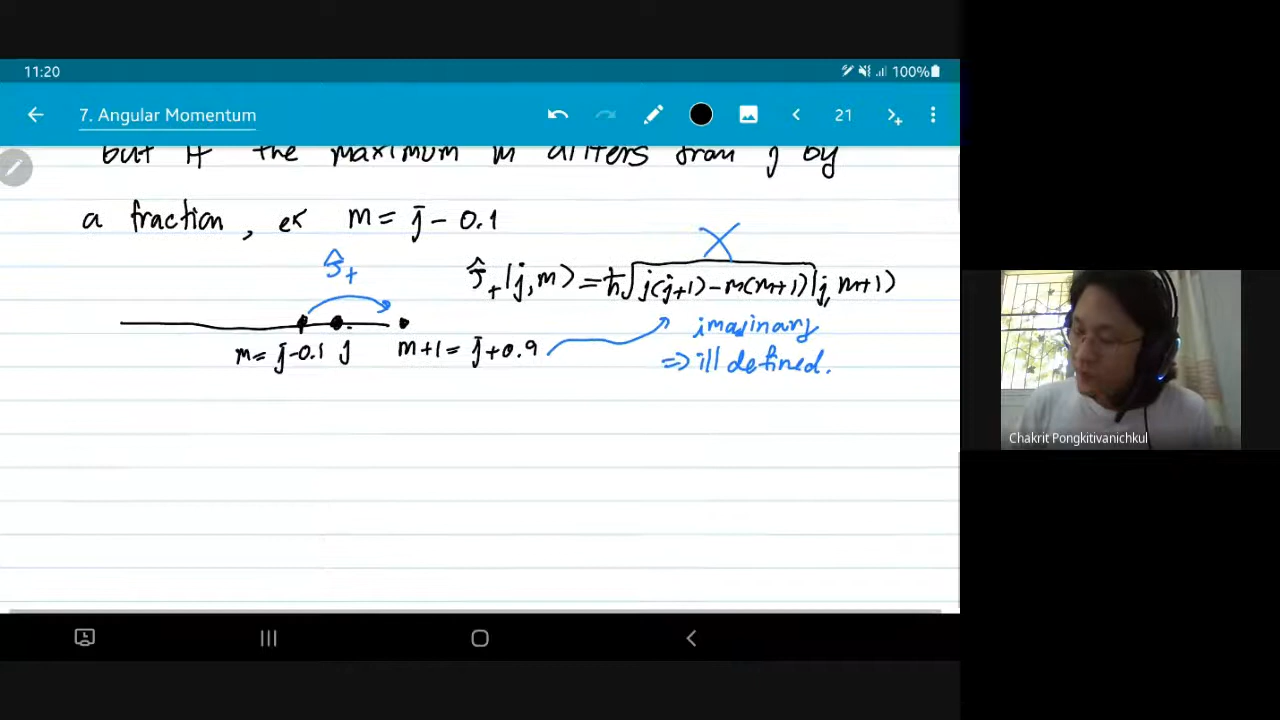 11:20
100%
7. Angular Momentum
21
but if the maximum m differs from j by
a fraction, ex m = j - 0.1
Ĵ+
Ĵ+|j,m⟩ = ħ√j(j+1) - m(m+1) |j, m+1⟩
m = j-0.1 j m+1 = j+0.9
imaginary
⇒ ill defined.
Chakrit Pongkitivanichkul